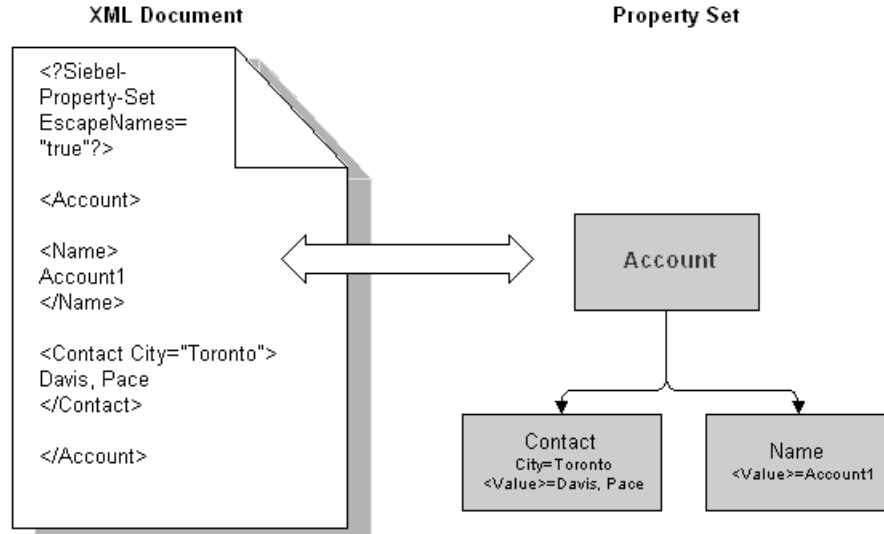 XML Document
<?Siebel-
Property-Set
EscapeNames=
"true"?>
<Account>
<Name>
Account1
</Name>
<Contact City="Toronto">
Davis, Pace
</Contact>
</Account>
Property Set
Account
Contact
City=Toronto
<Value>=Davis, Pace
Name
<Value>=Account1